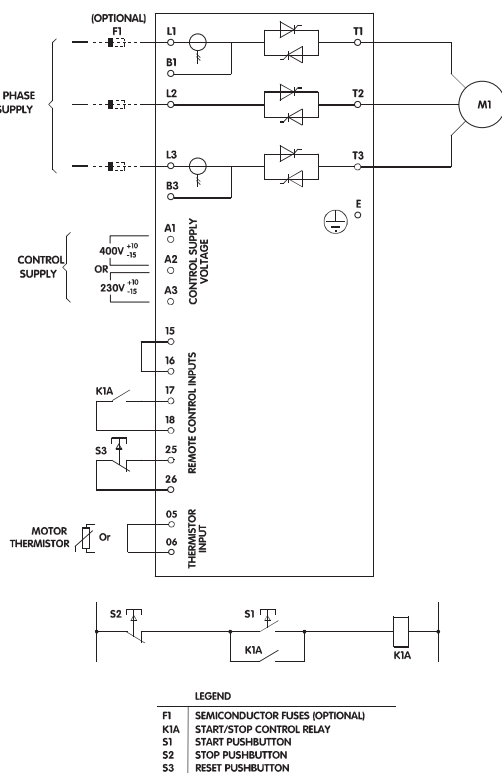 (OPTIONAL)
F1
L1
T1
B1
PHASE
SUPPLY
L2
T2
M1
L3
T3
B3
E
A1
400V +10 -15
CONTROL
SUPPLY
OR
A2
230V +10 -15
A3
CONTROL SUPPLY
VOLTAGE
15
16
K1A
17
18
S3
25
26
REMOTE CONTROL INPUTS
05
MOTOR
THERMISTOR
Or
06
THERMISTOR
INPUT
S2
S1
K1A
K1A
LEGEND
F1 SEMICONDUCTOR FUSES (OPTIONAL)
K1A START/STOP CONTROL RELAY
S1 START PUSHBUTTON
S2 STOP PUSHBUTTON
S3 RESET PUSHBUTTON